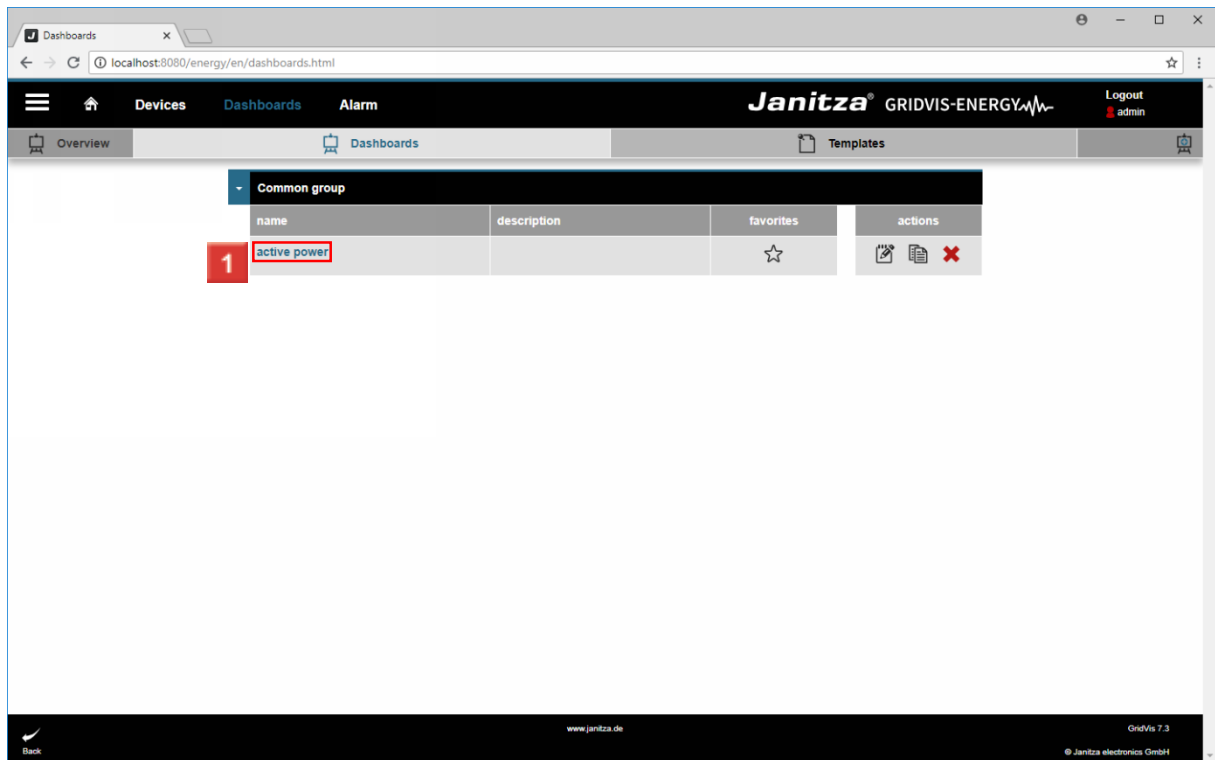 Dashboards
localhost:8080/energy/en/dashboards.html
Devices Dashboards Alarm Janitza® GRIDVIS-ENERGY Logout
admin
Overview Dashboards Templates
Common group
name description favorites actions
1 active power
www.janitza.de GridVis 7.3
Back © Janitza electronics GmbH